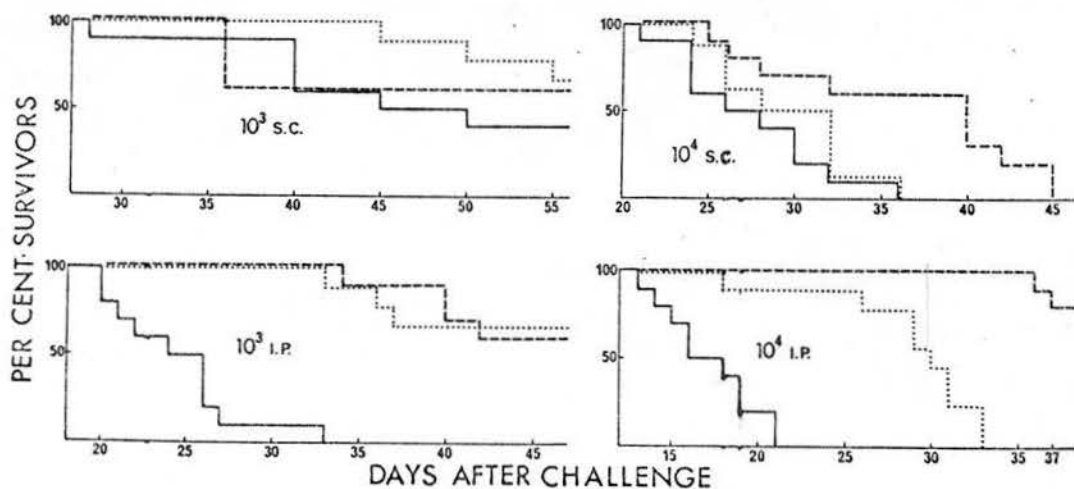 PER CENT· SURVIVORS
100
50
10³ s.c.
30 35 40 45 50 55
100
50
10⁴ s.c.
20 25 30 35 40 45
100
50
10³ I.P.
20 25 30 35 40 45
100
50
10⁴ I.P.
15 20 25 30 35 37
DAYS AFTER CHALLENGE